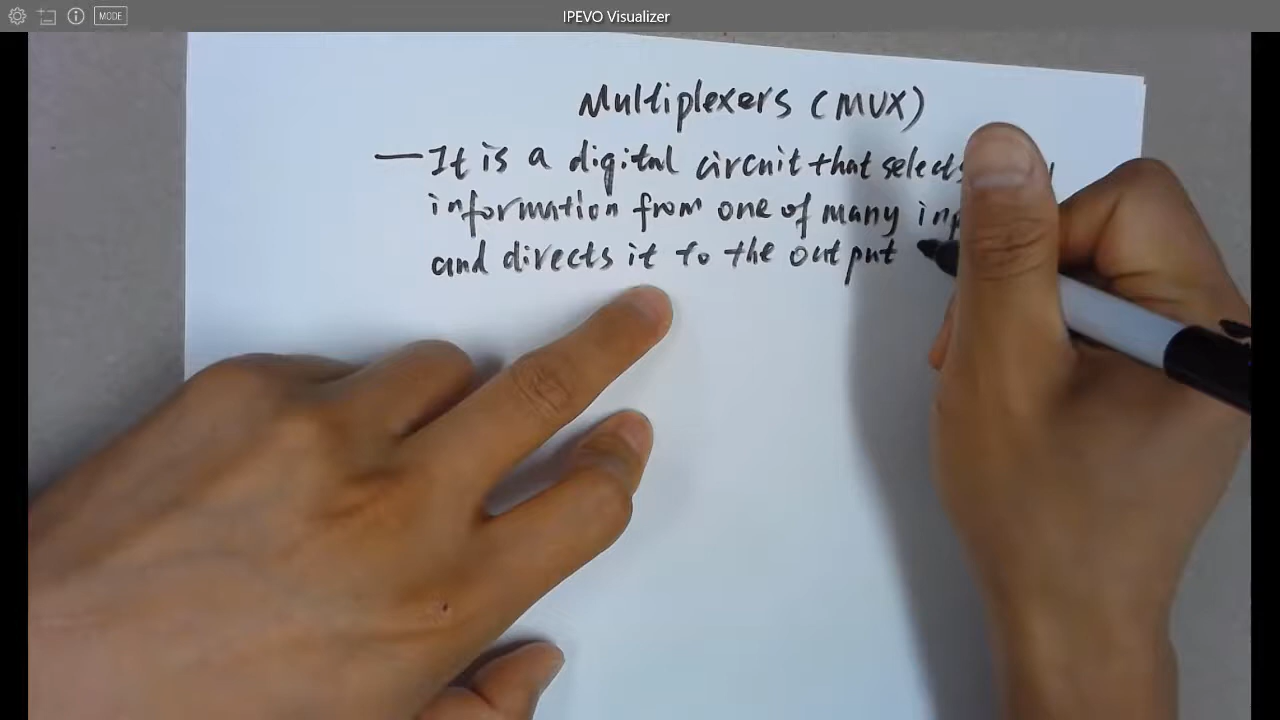 MODE
IPEVO Visualizer
Multiplexers (MUX)
— It is a digital circuit that selects
information from one of many
and directs it to the output